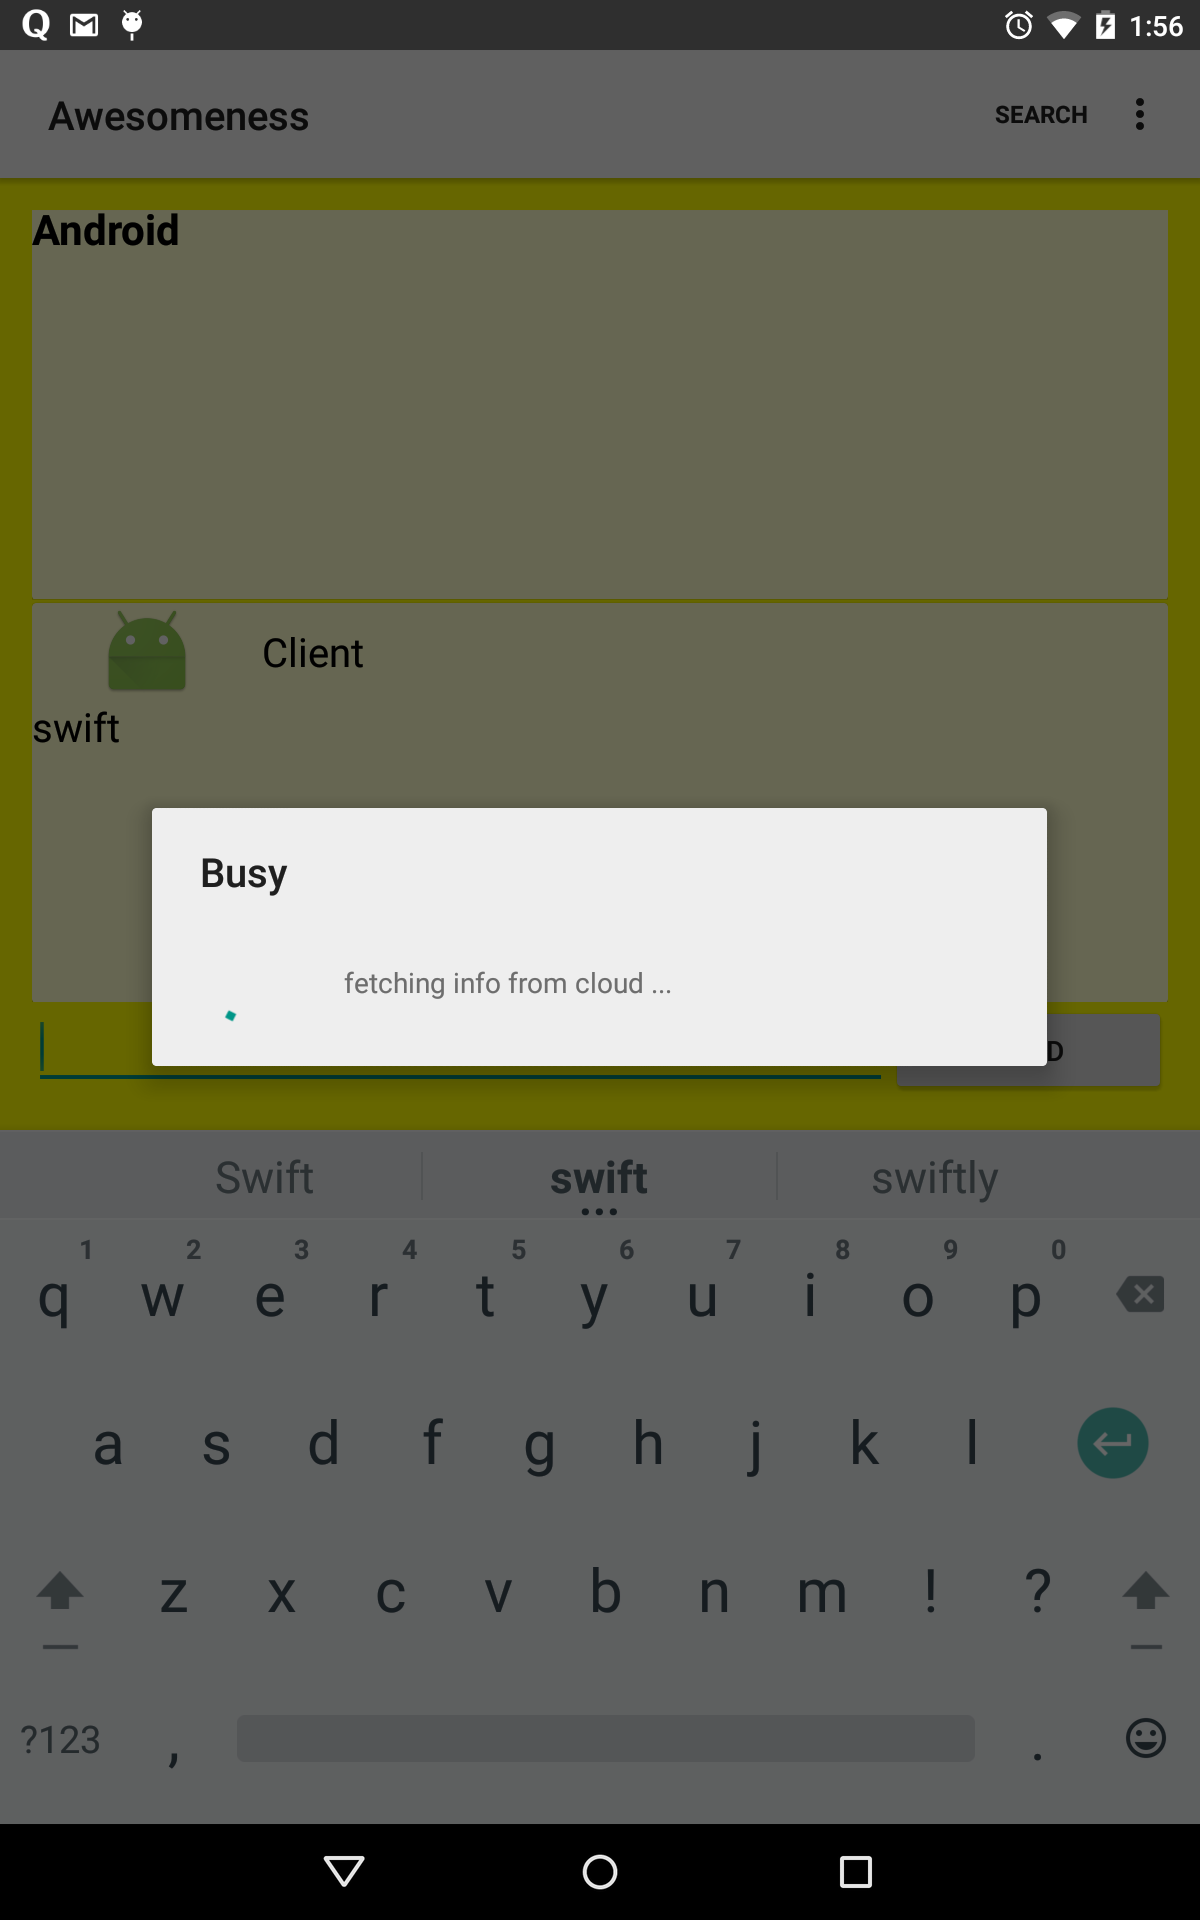 1:56
Awesomeness
SEARCH
Android
Client
swift
Busy
fetching info from cloud ...
D
Swift swift swiftly
1 2 3 4 5 6 7 8 9 0
q w e r t y u i o p
a s d f g h j k l
z x c v b n m ! ?
?123 , .